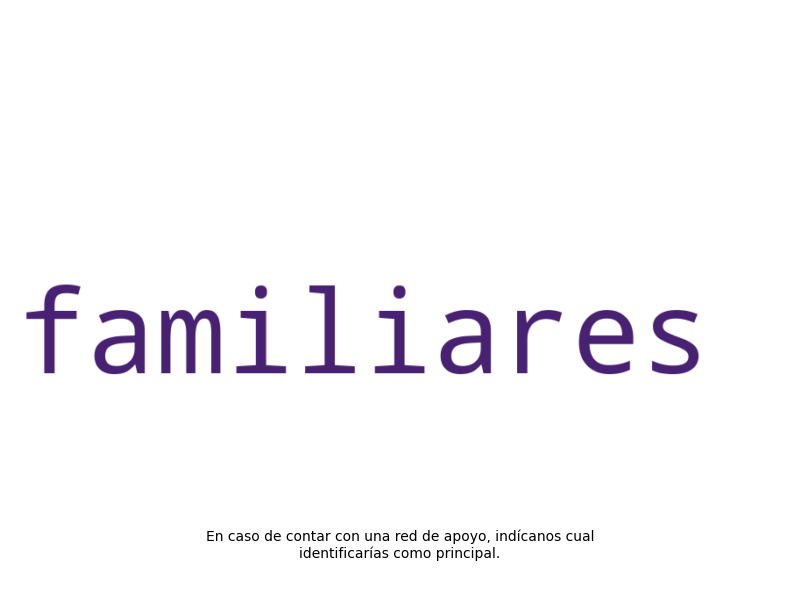 familiares
En caso de contar con una red de apoyo, indícanos cual
identificarías como principal.